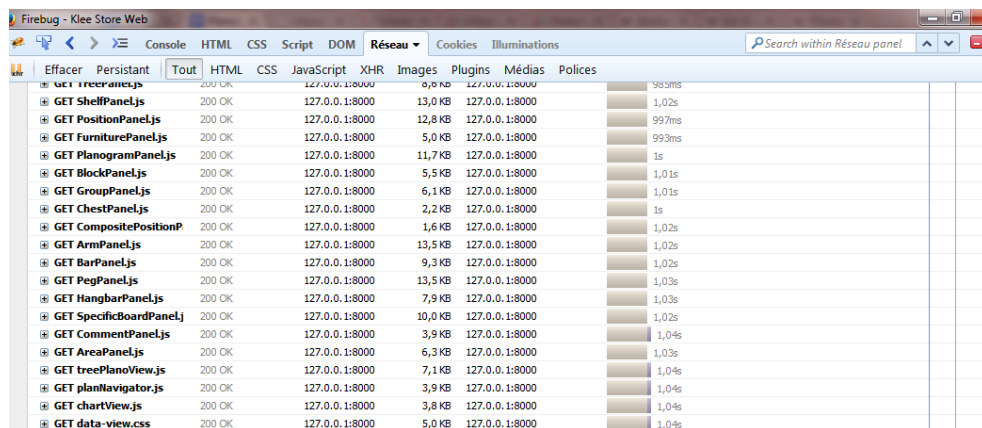 Firebug - Klee Store Web
Console HTML CSS Script DOM Réseau Cookies Illuminations Search within Réseau panel
xhr Effacer Persistant Tout HTML CSS JavaScript XHR Images Plugins Médias Polices
GET TreePanel.js 200 OK 127.0.0.1:8000 8,6 KB 127.0.0.1:8000 985ms
GET ShelfPanel.js 200 OK 127.0.0.1:8000 13,0 KB 127.0.0.1:8000 1,02s
GET PositionPanel.js 200 OK 127.0.0.1:8000 12,8 KB 127.0.0.1:8000 997ms
GET FurniturePanel.js 200 OK 127.0.0.1:8000 5,0 KB 127.0.0.1:8000 993ms
GET PlanogramPanel.js 200 OK 127.0.0.1:8000 11,7 KB 127.0.0.1:8000 1s
GET BlockPanel.js 200 OK 127.0.0.1:8000 5,5 KB 127.0.0.1:8000 1,01s
GET GroupPanel.js 200 OK 127.0.0.1:8000 6,1 KB 127.0.0.1:8000 1,01s
GET ChestPanel.js 200 OK 127.0.0.1:8000 2,2 KB 127.0.0.1:8000 1s
GET CompositePositionP 200 OK 127.0.0.1:8000 1,6 KB 127.0.0.1:8000 1,02s
GET ArmPanel.js 200 OK 127.0.0.1:8000 13,5 KB 127.0.0.1:8000 1,02s
GET BarPanel.js 200 OK 127.0.0.1:8000 9,3 KB 127.0.0.1:8000 1,02s
GET PegPanel.js 200 OK 127.0.0.1:8000 13,5 KB 127.0.0.1:8000 1,03s
GET HangbarPanel.js 200 OK 127.0.0.1:8000 7,9 KB 127.0.0.1:8000 1,03s
GET SpecificBoardPanel.j 200 OK 127.0.0.1:8000 10,0 KB 127.0.0.1:8000 1,02s
GET CommentPanel.js 200 OK 127.0.0.1:8000 3,9 KB 127.0.0.1:8000 1,04s
GET AreaPanel.js 200 OK 127.0.0.1:8000 6,3 KB 127.0.0.1:8000 1,03s
GET treePlanoView.js 200 OK 127.0.0.1:8000 7,1 KB 127.0.0.1:8000 1,04s
GET planNavigator.js 200 OK 127.0.0.1:8000 3,9 KB 127.0.0.1:8000 1,04s
GET chartView.js 200 OK 127.0.0.1:8000 3,8 KB 127.0.0.1:8000 1,04s
GET data-view.css 200 OK 127.0.0.1:8000 5,0 KB 127.0.0.1:8000 1,04s